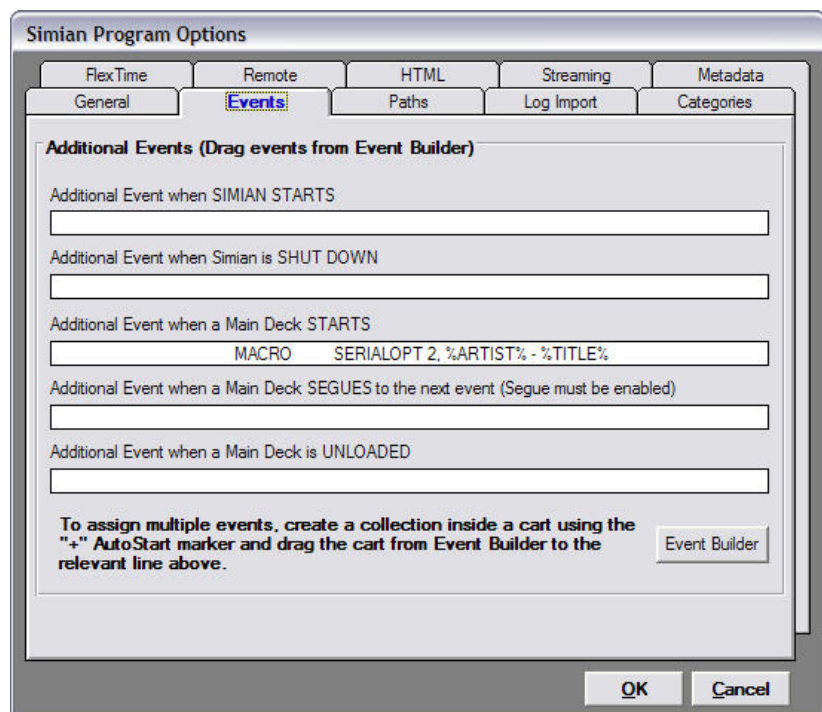 Simian Program Options
FlexTime Remote HTML Streaming Metadata
General Events Paths Log Import Categories
Additional Events (Drag events from Event Builder)
Additional Event when SIMIAN STARTS
Additional Event when Simian is SHUT DOWN
Additional Event when a Main Deck STARTS
MACRO SERIALOPT 2, %ARTIST% - %TITLE%
Additional Event when a Main Deck SEGUES to the next event (Segue must be enabled)
Additional Event when a Main Deck is UNLOADED
To assign multiple events, create a collection inside a cart using the
"+" AutoStart marker and drag the cart from Event Builder to the
relevant line above.
Event Builder
OK Cancel